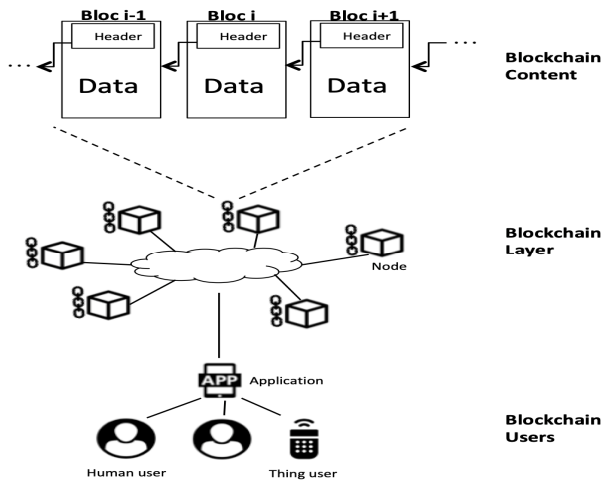 Bloc i-1 Bloc i Bloc i+1
Header Header Header
... ...
Data Data Data
Blockchain
Content
Blockchain
Layer
Node
APP Application
Blockchain
Users
Human user Thing user